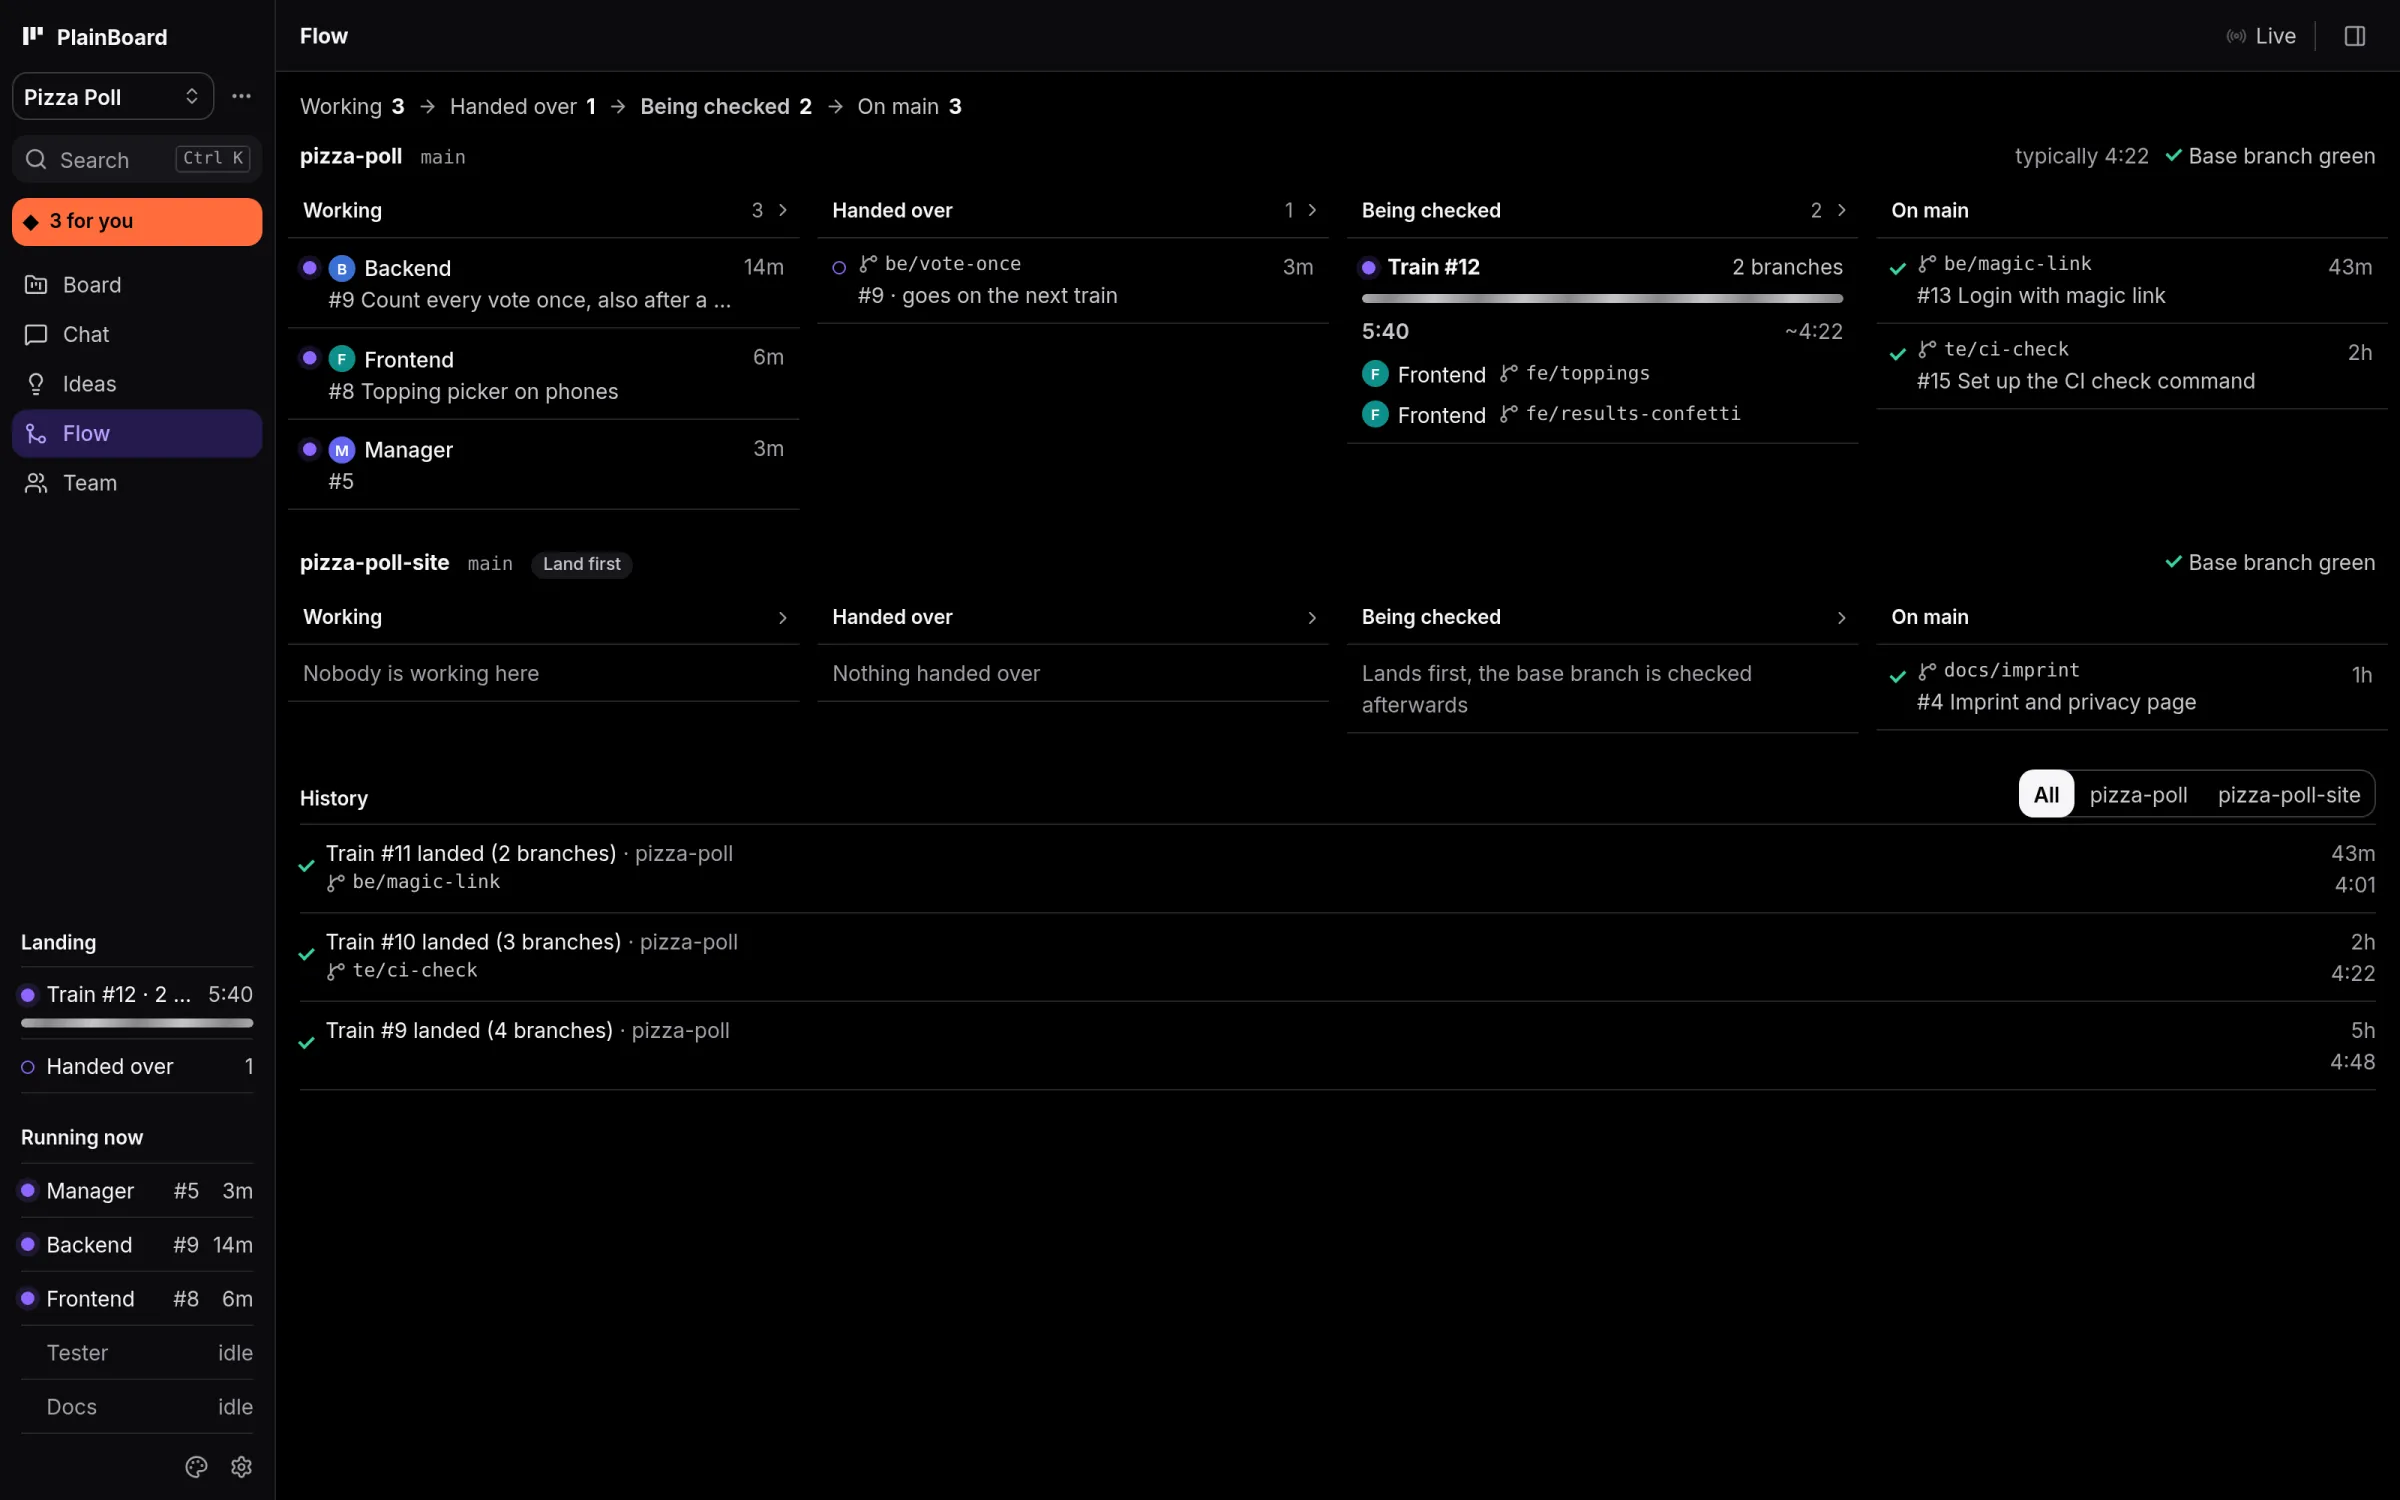 PlainBoard
Pizza Poll
Search Ctrl K
3 for you
Board
Chat
Ideas
Flow
Team
Landing
Train #12 · 2 ... 5:40
Handed over 1
Running now
Manager #5 3m
Backend #9 14m
Frontend #8 6m
Tester idle
Docs idle
Flow
Live
Working 3 → Handed over 1 → Being checked 2 → On main 3
pizza-poll main
typically 4:22 Base branch green
Working 3
B Backend 14m
#9 Count every vote once, also after a ...
F Frontend 6m
#8 Topping picker on phones
M Manager 3m
#5
Handed over 1
be/vote-once 3m
#9 · goes on the next train
Being checked 2
Train #12 2 branches
5:40 ~4:22
F Frontend fe/toppings
F Frontend fe/results-confetti
On main
be/magic-link 43m
#13 Login with magic link
te/ci-check 2h
#15 Set up the CI check command
pizza-poll-site main Land first
Base branch green
Working
Nobody is working here
Handed over
Nothing handed over
Being checked
Lands first, the base branch is checked
afterwards
On main
docs/imprint 1h
#4 Imprint and privacy page
History
All pizza-poll pizza-poll-site
Train #11 landed (2 branches) · pizza-poll 43m
be/magic-link 4:01
Train #10 landed (3 branches) · pizza-poll 2h
te/ci-check 4:22
Train #9 landed (4 branches) · pizza-poll 5h
4:48